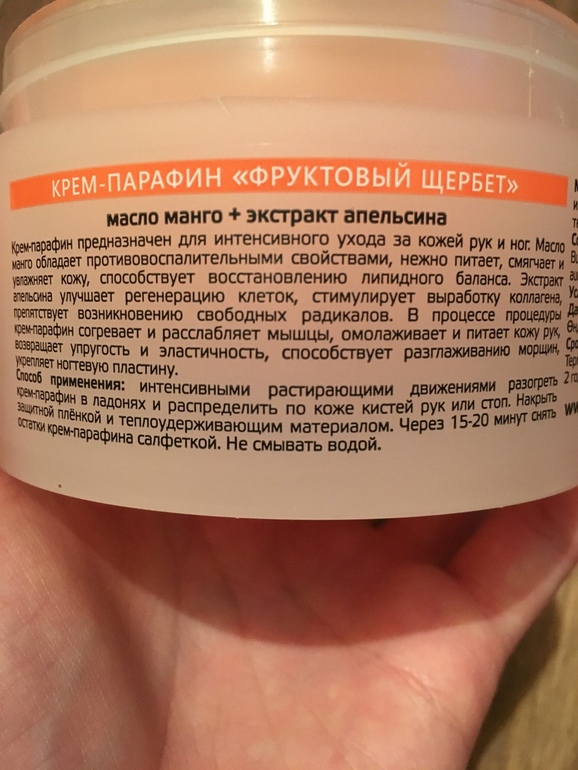 КРЕМ-ПАРАФИН «ФРУКТОВЫЙ ЩЕРБЕТ»
масло манго + экстракт апельсина
Крем-парафин предназначен для интенсивного ухода за кожей рук и ног. Масло
манго обладает противовоспалительными свойствами, нежно питает, смягчает и
увлажняет кожу, способствует восстановлению липидного баланса. Экстракт
апельсина улучшает регенерацию клеток, стимулирует выработку коллагена,
препятствует возникновению свободных радикалов. В процессе процедуры
крем-парафин согревает и расслабляет мышцы, омолаживает и питает кожу рук,
возвращает упругость и эластичность, способствует разглаживанию морщин,
укрепляет ногтевую пластину.
Способ применения: интенсивными растирающими движениями разогреть
крем-парафин в ладонях и распределить по коже кистей рук или стоп. Накрыть
защитной плёнкой и теплоудерживающим материалом. Через 15-20 минут снять
остатки крем-парафина салфеткой. Не смывать водой.